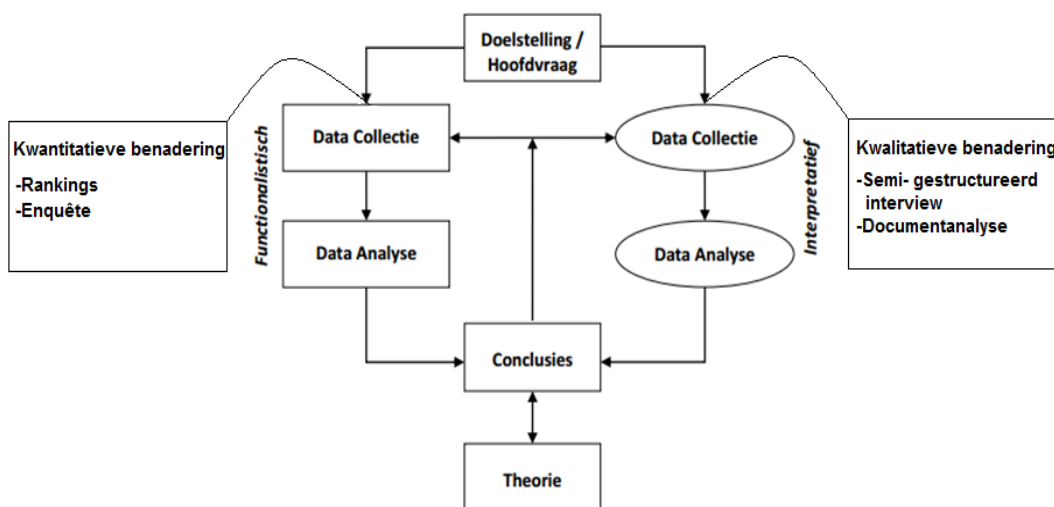 Doelstelling /
Hoofdvraag
Kwantitatieve benadering
-Rankings
-Enquête
Functionalistisch
Data Collectie
Data Collectie
Interpretatief
Kwalitatieve benadering
-Semi- gestructureerd
interview
-Documentanalyse
Data Analyse
Data Analyse
Conclusies
Theorie